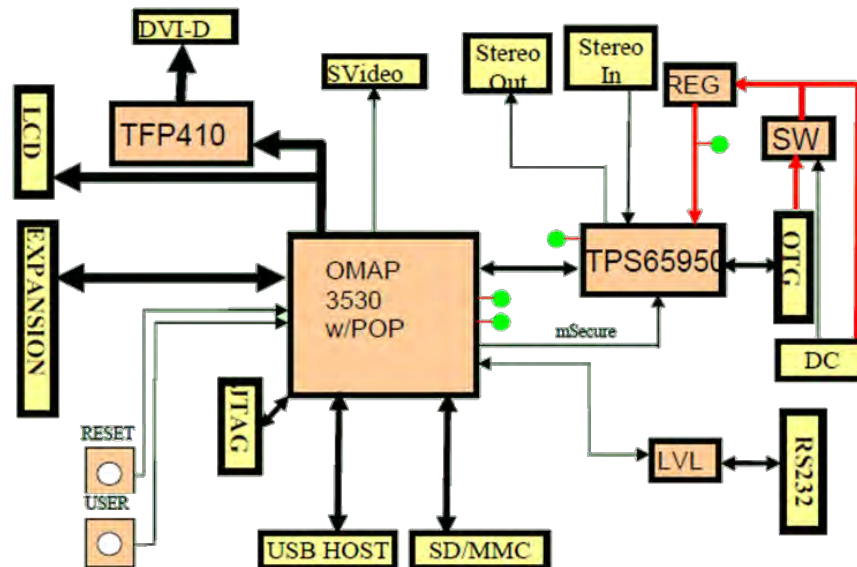 DVI-D
SVideo
Stereo
Out
Stereo
In
REG
SW
LCD
TFP410
EXPANSION
OMAP
3530
w/POP
TPS65950
OTG
mSecure
DC
JTAG
RESET
USER
LVL
RS232
USB HOST
SD/MMC